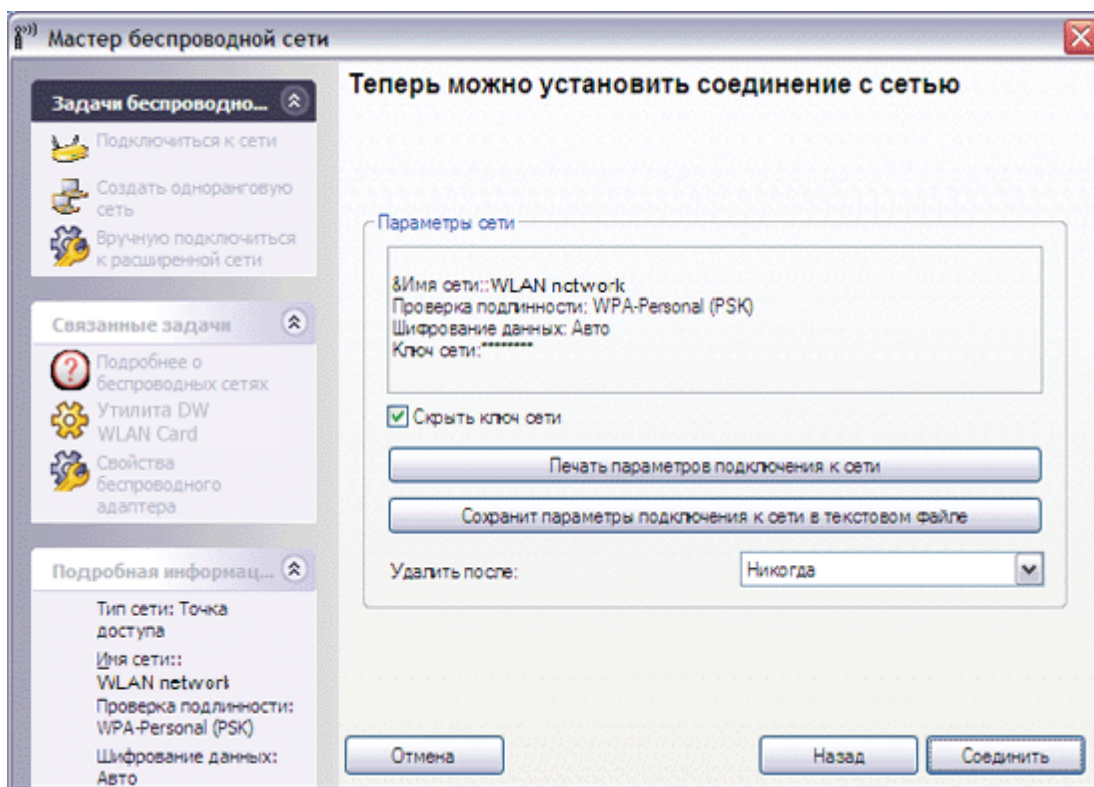 Мастер беспроводной сети
Задачи беспроводно...
Подключиться к сети
Создать одноранговую
сеть
Вручную подключиться
к расширенной сети
Связанные задачи
Подробнее о
беспроводных сетях
Утилита DW
WLAN Card
Свойства
беспроводного
адаптера
Подробная информац...
Тип сети: Точка
доступа
Имя сети::
WLAN network
Проверка подлинности:
WPA-Personal (PSK)
Шифрование данных:
Авто
Теперь можно установить соединение с сетью
Параметры сети
&Имя сети::WLAN network
Проверка подлинности: WPA-Personal (PSK)
Шифрование данных: Авто
Ключ сети:********
Скрыть ключ сети
Печать параметров подключения к сети
Сохранит параметры подключения к сети в текстовом файле
Удалить после:
Никогда
Отмена
Назад
Соединить